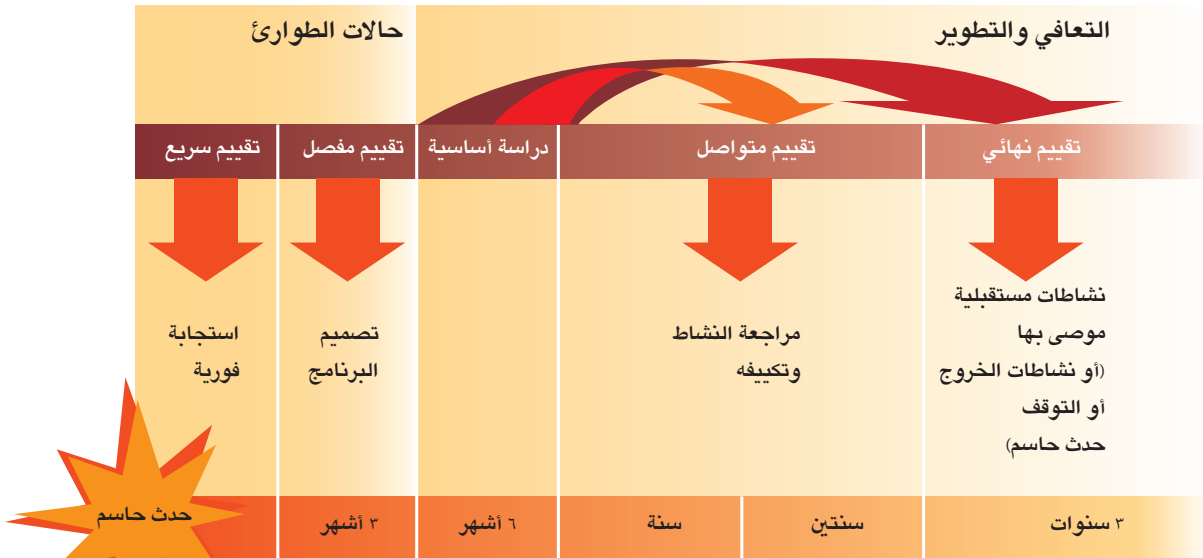 حالات الطوارئ
التعافي والتطوير
تقييم سريع
تقييم مفصل
دراسة أساسية
تقييم متواصل
تقييم نهائي
استجابة
فورية
تصميم
البرنامج
مراجعة النشاط
وتكييفه
نشاطات مستقبلية
موصى بها
(أو نشاطات الخروج
أو التوقف
حدث حاسم)
حدث حاسم
٣ أشهر
٦ أشهر
سنة
سنتين
٣ سنوات